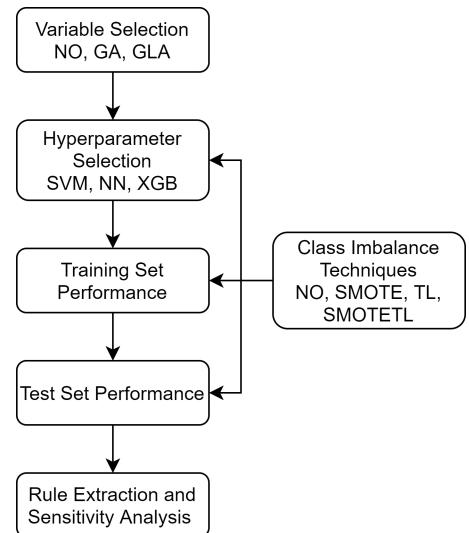 Variable Selection
NO, GA, GLA
Hyperparameter
Selection
SVM, NN, XGB
Training Set
Performance
Class Imbalance
Techniques
NO, SMOTE, TL,
SMOTETL
Test Set Performance
Rule Extraction and
Sensitivity Analysis